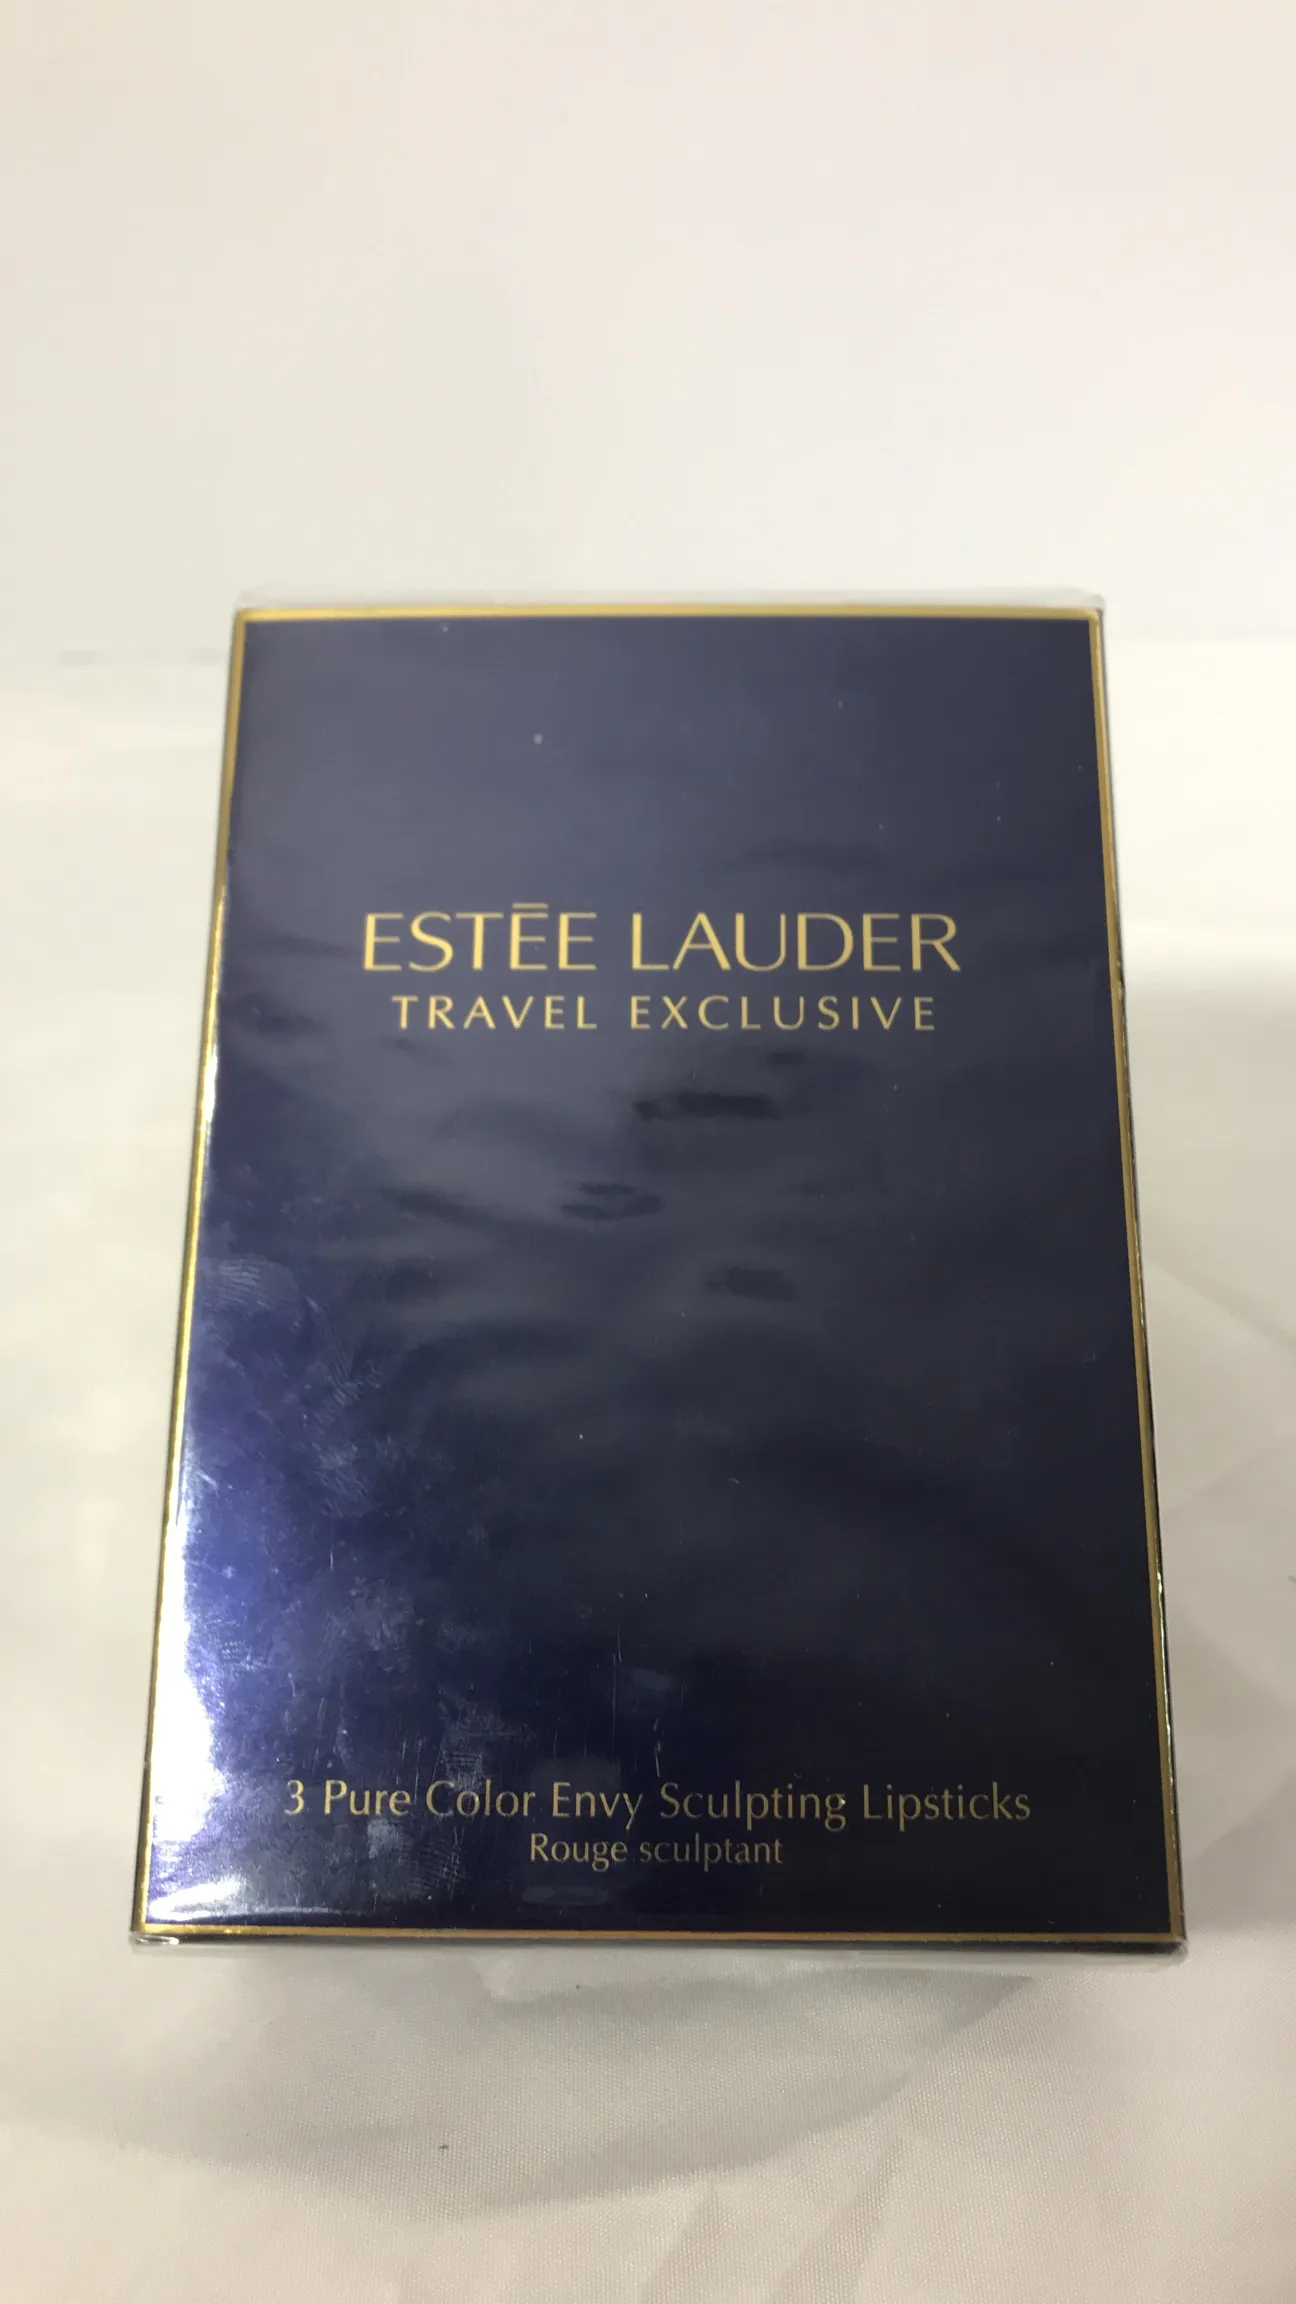 ESTĒE LAUDER
TRAVEL EXCLUSIVE
3 Pure Color Envy Sculpting Lipsticks
Rouge sculptant